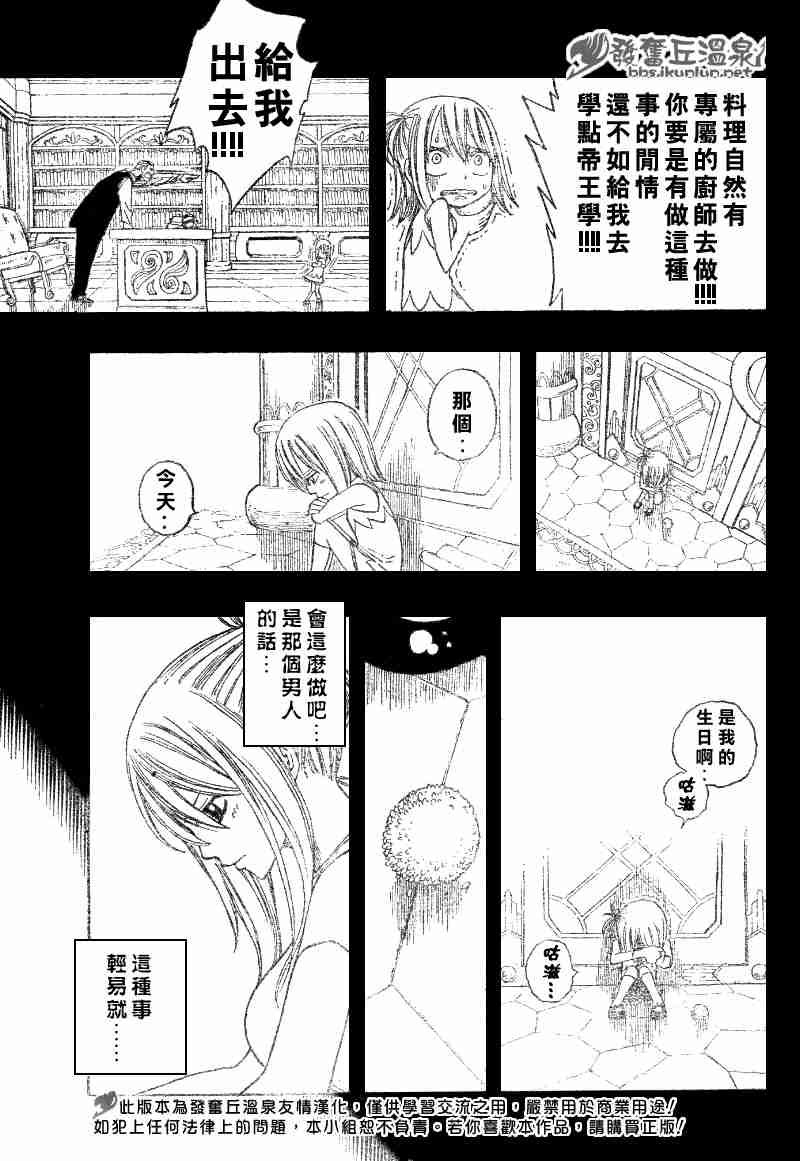 發奮丘溫泉
bbs.ikunlun.net
料理自然有
專屬的廚師去做!!!!
你要是有做這種
事的閒情
還不如給我去
學點帝王學!!!!
給我
出去!!!!
那個..
今天..
是我的
生日啊..
會這麼做吧…
是那個男人
的話…
這種事
輕易就……
此版本為發奮丘溫泉友情漢化，僅供學習交流之用，嚴禁用於商業用途!
如犯上任何法律上的問題，本小組恕不負責。若你喜歡本作品，請購買正版!